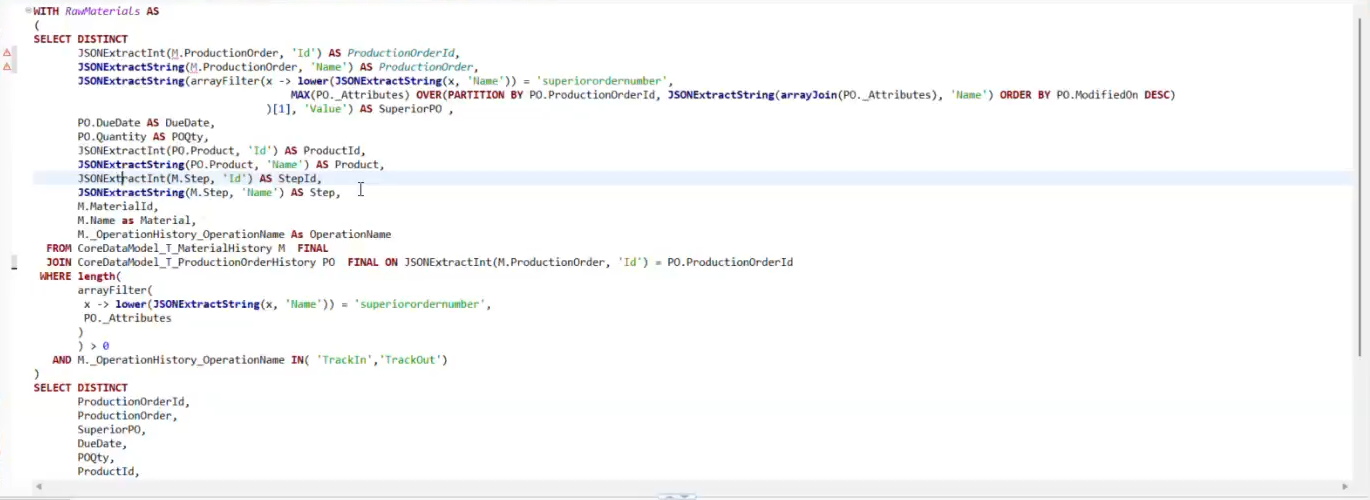 WITH RawMaterials AS
(
SELECT DISTINCT
JSONExtractInt(M.ProductionOrder, 'Id') AS ProductionOrderId,
JSONExtractString(M.ProductionOrder, 'Name') AS ProductionOrder,
JSONExtractString(arrayFilter(x -> lower(JSONExtractString(x, 'Name')) = 'superiorordernumber',
MAX(PO._Attributes) OVER(PARTITION BY PO.ProductionOrderId, JSONExtractString(arrayJoin(PO._Attributes), 'Name') ORDER BY PO.ModifiedOn DESC)
)[1], 'Value') AS SuperiorPO ,
PO.DueDate AS DueDate,
PO.Quantity AS POQty,
JSONExtractInt(PO.Product, 'Id') AS ProductId,
JSONExtractString(PO.Product, 'Name') AS Product,
JSONExtractInt(M.Step, 'Id') AS StepId,
JSONExtractString(M.Step, 'Name') AS Step,
M.MaterialId,
M.Name as Material,
M._OperationHistory_OperationName As OperationName
FROM CoreDataModel_T_MaterialHistory M  FINAL
JOIN CoreDataModel_T_ProductionOrderHistory PO  FINAL ON JSONExtractInt(M.ProductionOrder, 'Id') = PO.ProductionOrderId
WHERE length(
arrayFilter(
x -> lower(JSONExtractString(x, 'Name')) = 'superiorordernumber',
PO._Attributes
)
) > 0
AND M._OperationHistory_OperationName IN( 'TrackIn','TrackOut')
)
SELECT DISTINCT
ProductionOrderId,
ProductionOrder,
SuperiorPO,
DueDate,
POQty,
ProductId,